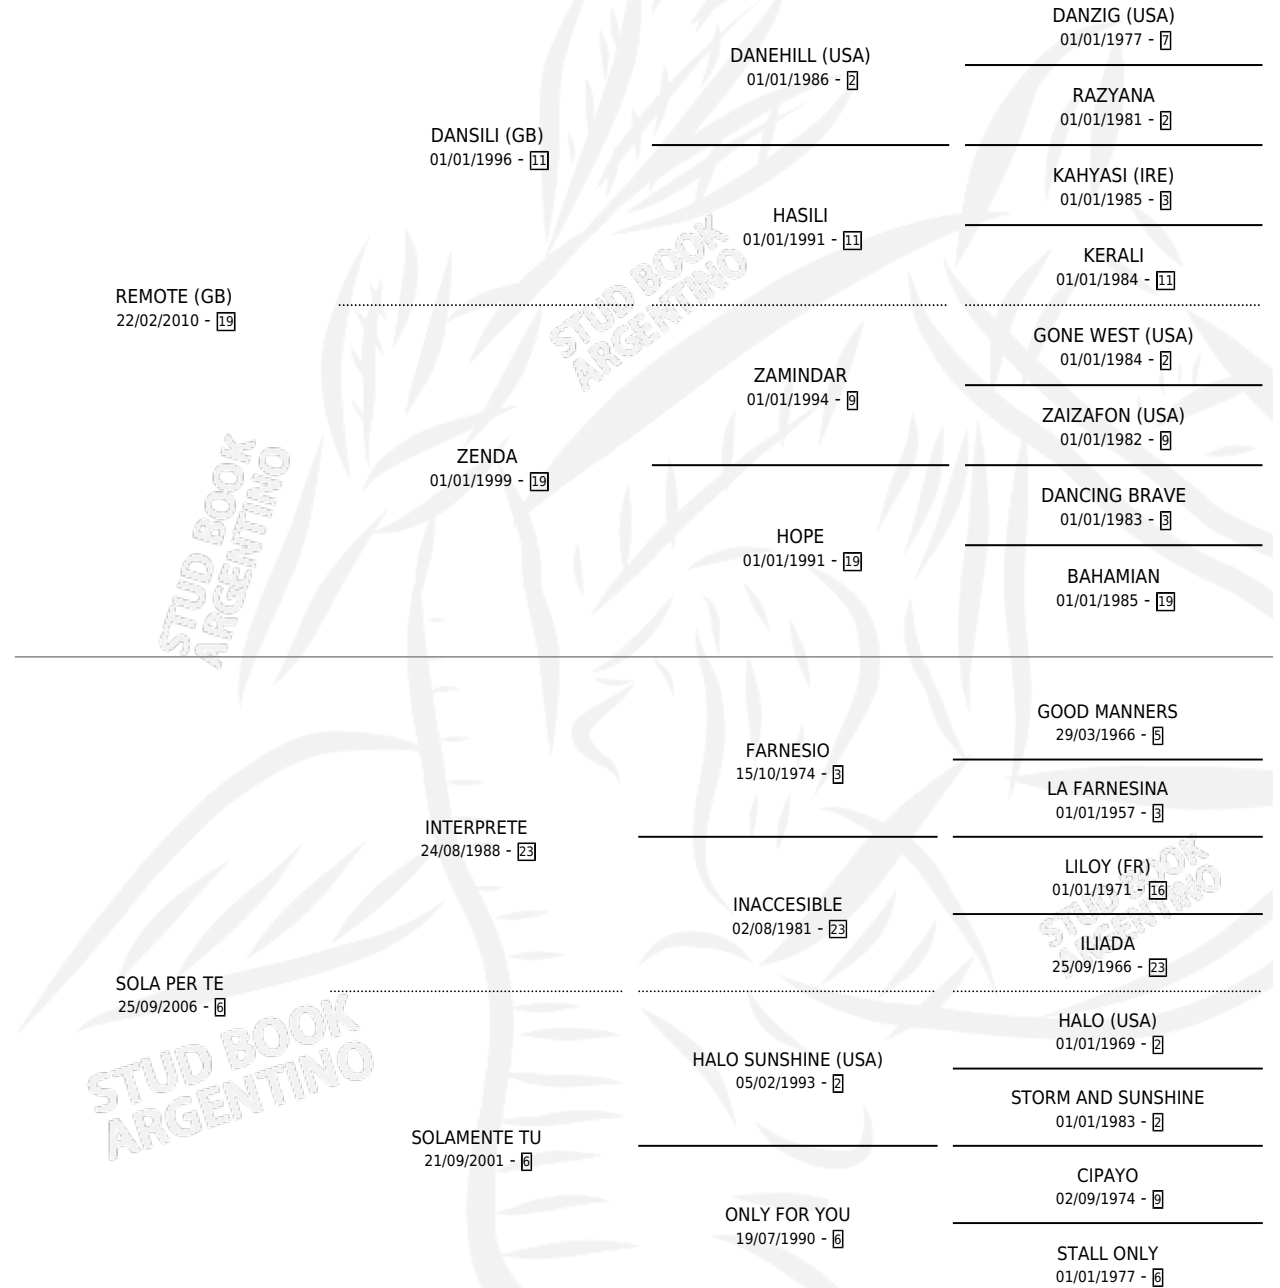 DANZIG (USA)
01/01/1977 - 7
DANEHILL (USA)
01/01/1986 - 2
RAZYANA
01/01/1981 - 2
DANSILI (GB)
01/01/1996 - 11
KAHYASI (IRE)
01/01/1985 - 3
HASILI
01/01/1991 - 11
KERALI
01/01/1984 - 11
REMOTE (GB)
22/02/2010 - 19
STUD BOOK
ARGENTINO
GONE WEST (USA)
01/01/1984 - 2
ZAMINDAR
01/01/1994 - 9
ZAIZAFON (USA)
01/01/1982 - 9
ZENDA
01/01/1999 - 19
DANCING BRAVE
01/01/1983 - 3
HOPE
01/01/1991 - 19
BAHAMIAN
01/01/1985 - 19
STUD BOOK
ARGENTINO
GOOD MANNERS
29/03/1966 - 5
FARNESIO
15/10/1974 - 3
LA FARNESINA
01/01/1957 - 3
INTERPRETE
24/08/1988 - 23
LILOY (FR)
01/01/1971 - 16
INACCESIBLE
02/08/1981 - 23
STUD BOOK
ARGENTINO
ILIADA
25/09/1966 - 23
SOLA PER TE
25/09/2006 - 6
HALO (USA)
01/01/1969 - 2
HALO SUNSHINE (USA)
05/02/1993 - 2
STORM AND SUNSHINE
01/01/1983 - 2
STUD BOOK
ARGENTINO
SOLAMENTE TU
21/09/2001 - 6
CIPAYO
02/09/1974 - 9
ONLY FOR YOU
19/07/1990 - 6
STALL ONLY
01/01/1977 - 6